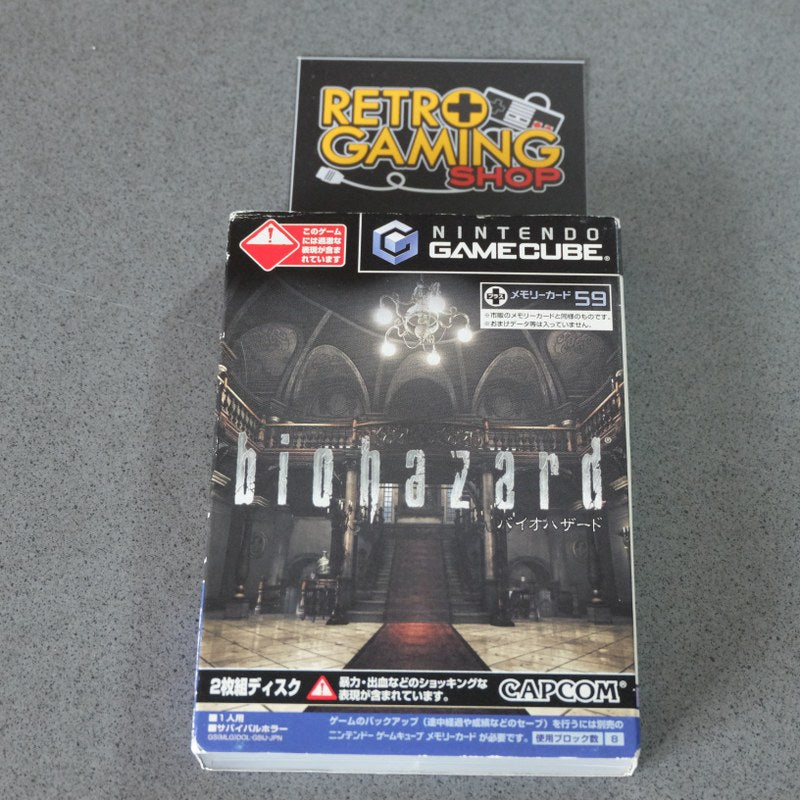 RETRO
GAMING
SHOP
このゲーム
には過激な
表現が含ま
れています
NINTENDO
GAMECUBE®
プラス メモリーカード 59
※市販のメモリーカードと同様のものです。
※おまけデータ等は入っていません。
biohazard®
バイオハザード
2枚組ディスク
暴力・出血などのショッキングな
表現が含まれています。
CAPCOM®
■1人用
■サバイバルホラー
ゲームのバックアップ(途中経過や成績などのセーブ)を行うには別売の
ニンテンドー ゲームキューブ メモリーカード が必要です。 使用ブロック数 8